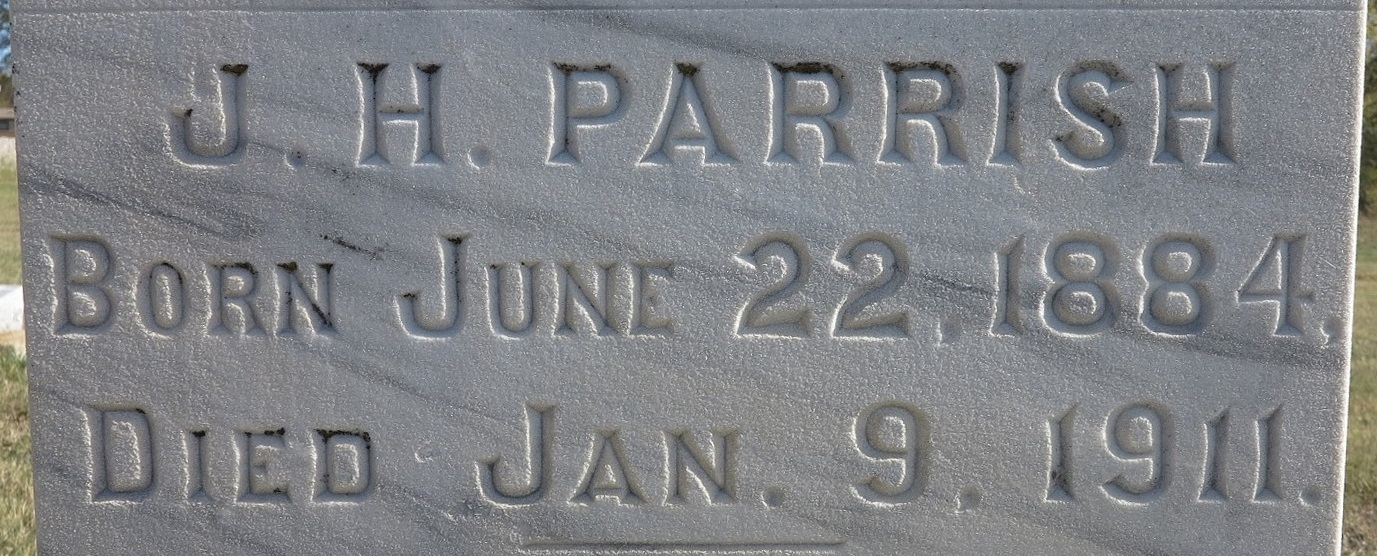 J. H. PARRISH
BORN JUNE 22, 1884.
DIED JAN. 9, 1911.